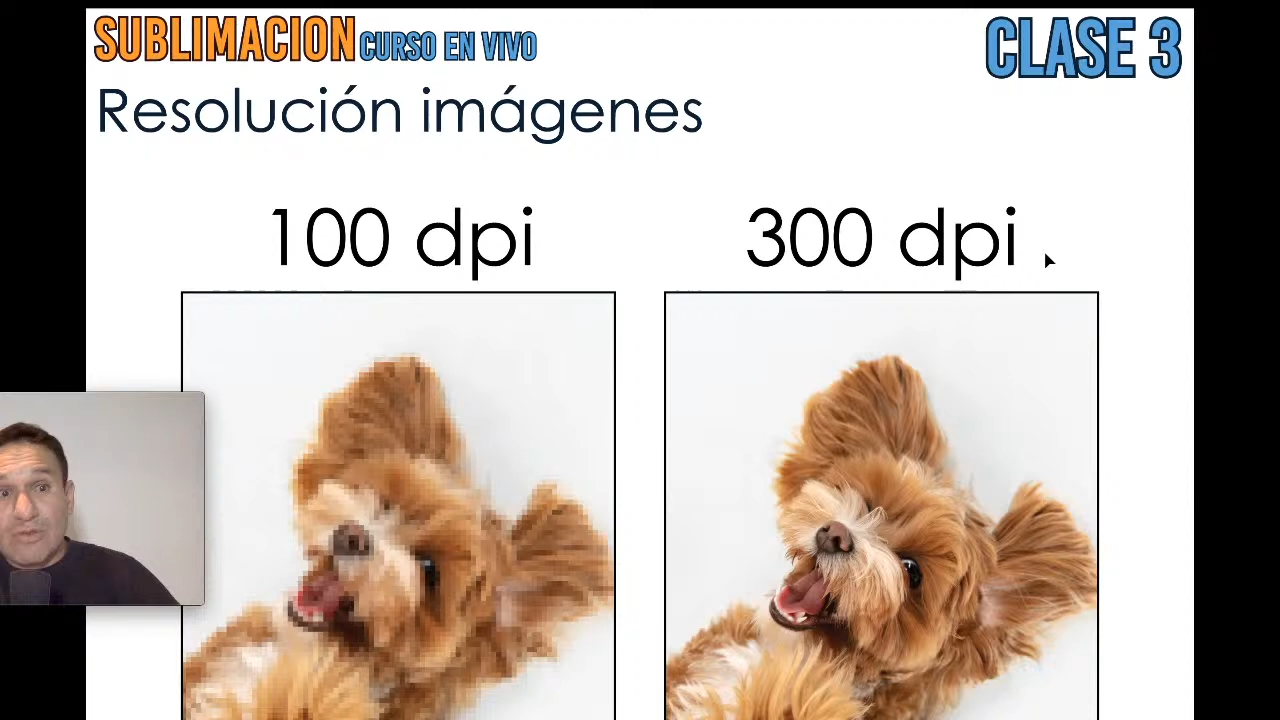 SUBLIMACION CURSO EN VIVO
CLASE 3
Resolución imágenes
100 dpi
300 dpi